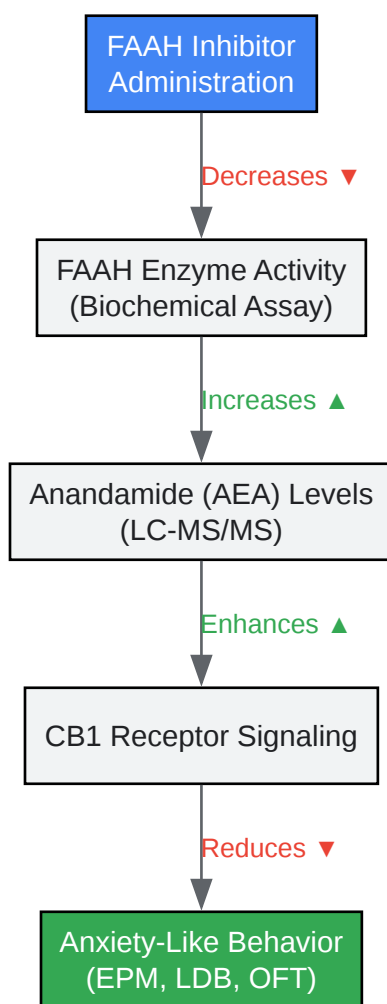 FAAH Inhibitor
Administration
Decreases ▼
FAAH Enzyme Activity
(Biochemical Assay)
Increases ▲
Anandamide (AEA) Levels
(LC-MS/MS)
Enhances ▲
CB1 Receptor Signaling
Reduces ▼
Anxiety-Like Behavior
(EPM, LDB, OFT)